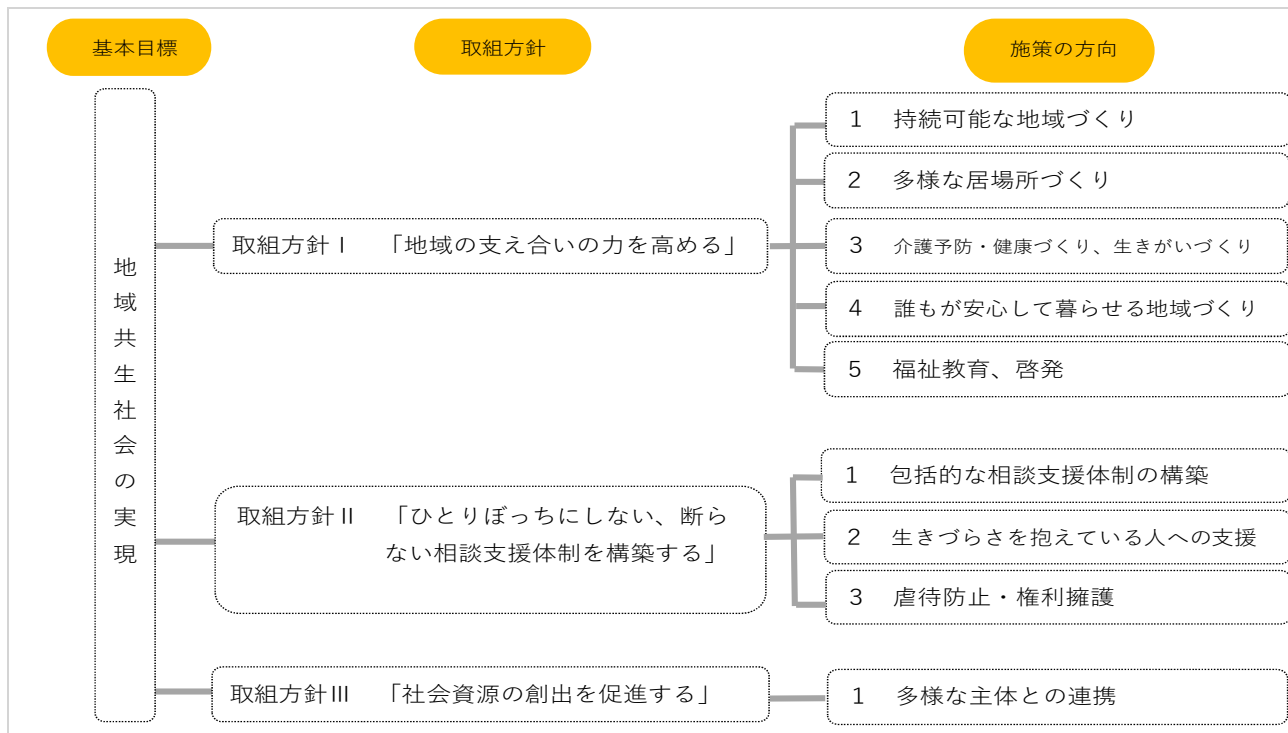 基本目標
取組方針
施策の方向
地域共生社会の実現
取組方針Ⅰ 「地域の支え合いの力を高める」
1 持続可能な地域づくり
2 多様な居場所づくり
3 介護予防・健康づくり、生きがいづくり
4 誰もが安心して暮らせる地域づくり
5 福祉教育、啓発
取組方針Ⅱ 「ひとりぼっちにしない、断ら
ない相談支援体制を構築する」
1 包括的な相談支援体制の構築
2 生きづらさを抱えている人への支援
3 虐待防止・権利擁護
取組方針Ⅲ 「社会資源の創出を促進する」
1 多様な主体との連携